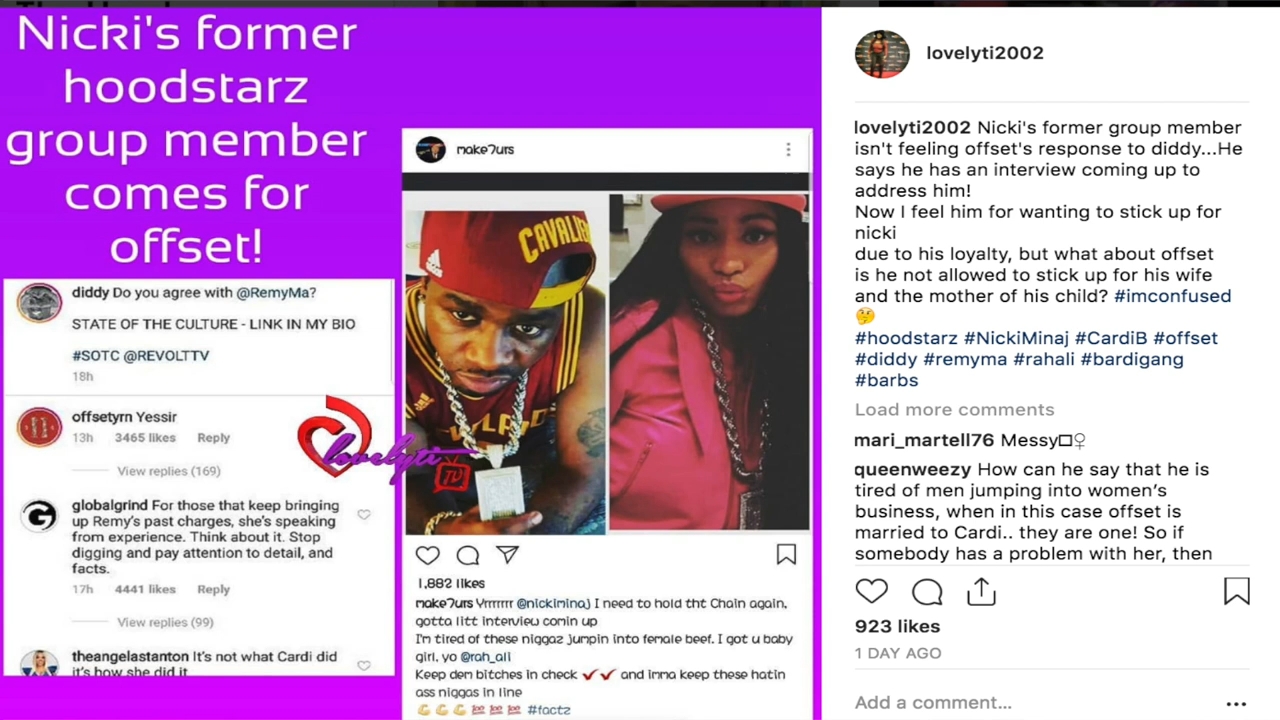 Nicki's former
hoodstarz
group member
comes for
offset!
diddy Do you agree with @RemyMa?
STATE OF THE CULTURE - LINK IN MY BIO
#SOTC @REVOLTTV
18h
offsetyrn Yessir
13h 3465 likes Reply
View replies (169)
globalgrind For those that keep bringing
up Remy's past charges, she's speaking
from experience. Think about it. Stop
digging and pay attention to detail, and
facts.
17h 4441 likes Reply
View replies (99)
theangelastanton It's not what Cardi did
it's how she did it
lovelyti
TV
make7urs
CAVALIE
1,882 likes
make7urs Yrrrrrrr @nickiminaj I need to hold tht Chain again,
gotta litt interview comin up
I'm tired of these niggaz jumpin into female beef. I got u baby
girl, yo @rah_ali
Keep dem bitches in check ✔✔ and imma keep these hatin
ass niggas in line
💪💪💪💯💯💯 #factz
lovelyti2002
lovelyti2002 Nicki's former group member
isn't feeling offset's response to diddy...He
says he has an interview coming up to
address him!
Now I feel him for wanting to stick up for
nicki
due to his loyalty, but what about offset
is he not allowed to stick up for his wife
and the mother of his child? #imconfused
🤔
#hoodstarz #NickiMinaj #CardiB #offset
#diddy #remyma #rahali #bardigang
#barbs
Load more comments
mari_martell76 Messy□♀
queenweezy How can he say that he is
tired of men jumping into women's
business, when in this case offset is
married to Cardi.. they are one! So if
somebody has a problem with her, then
923 likes
1 DAY AGO
Add a comment...